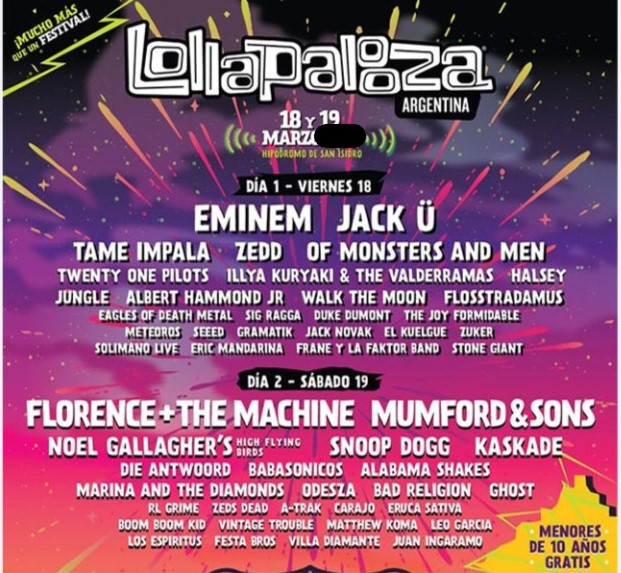 ¡MUCHO MÁS
QUE UN FESTIVAL!
Lollapalooza
ARGENTINA
18 Y 19
MARZO
HIPÓDROMO DE SAN ISIDRO
DÍA 1 - VIERNES 18
EMINEM JACK Ü
TAME IMPALA ZEDD OF MONSTERS AND MEN
TWENTY ONE PILOTS ILLYA KURYAKI & THE VALDERRAMAS HALSEY
JUNGLE ALBERT HAMMOND JR WALK THE MOON FLOSSTRADAMUS
EAGLES OF DEATH METAL SIG RAGGA DUKE DUMONT THE JOY FORMIDABLE
METEOROS SEEED GRAMATIK JACK NOVAK EL KUELGUE ZUKER
SOLIMANO LIVE ERIC MANDARINA FRANE Y LA FAKTOR BAND STONE GIANT
DÍA 2 - SÁBADO 19
FLORENCE + THE MACHINE MUMFORD & SONS
NOEL GALLAGHER'S HIGH FLYING BIRDS SNOOP DOGG KASKADE
DIE ANTWOORD BABASONICOS ALABAMA SHAKES
MARINA AND THE DIAMONDS ODESZA BAD RELIGION GHOST
RL GRIME ZEDS DEAD A-TRAK CARAJO ERUCA SATIVA
BOOM BOOM KID VINTAGE TROUBLE MATTHEW KOMA LEO GARCIA
LOS ESPIRITUS FESTA BROS VILLA DIAMANTE JUAN INGARAMO
MENORES
DE 10 AÑOS
GRATIS